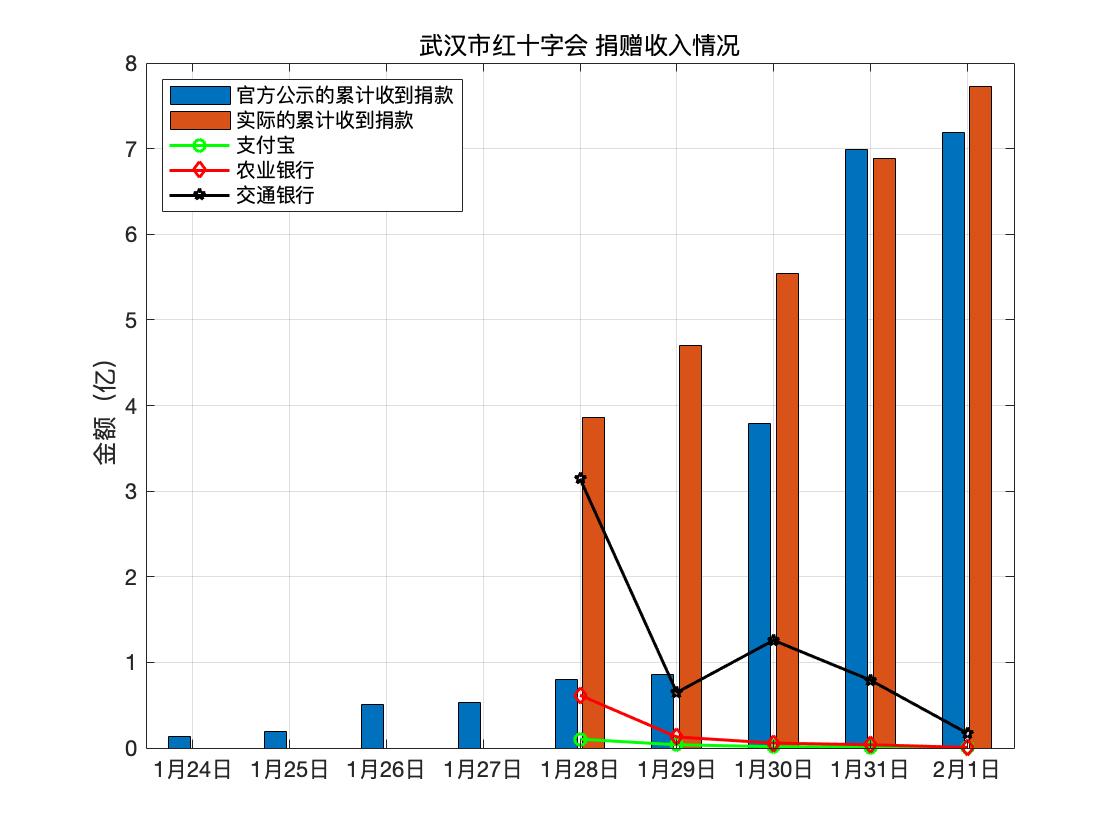 武汉市红十字会 捐赠收入情况
8
7
6
5
4
3
2
1
0
金额（亿）
官方公示的累计收到捐款
实际的累计收到捐款
支付宝
农业银行
交通银行
1月24日 1月25日 1月26日 1月27日 1月28日 1月29日 1月30日 1月31日 2月1日